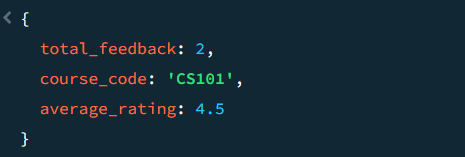 {
total_feedback: 2,
course_code: 'CS101',
average_rating: 4.5
}